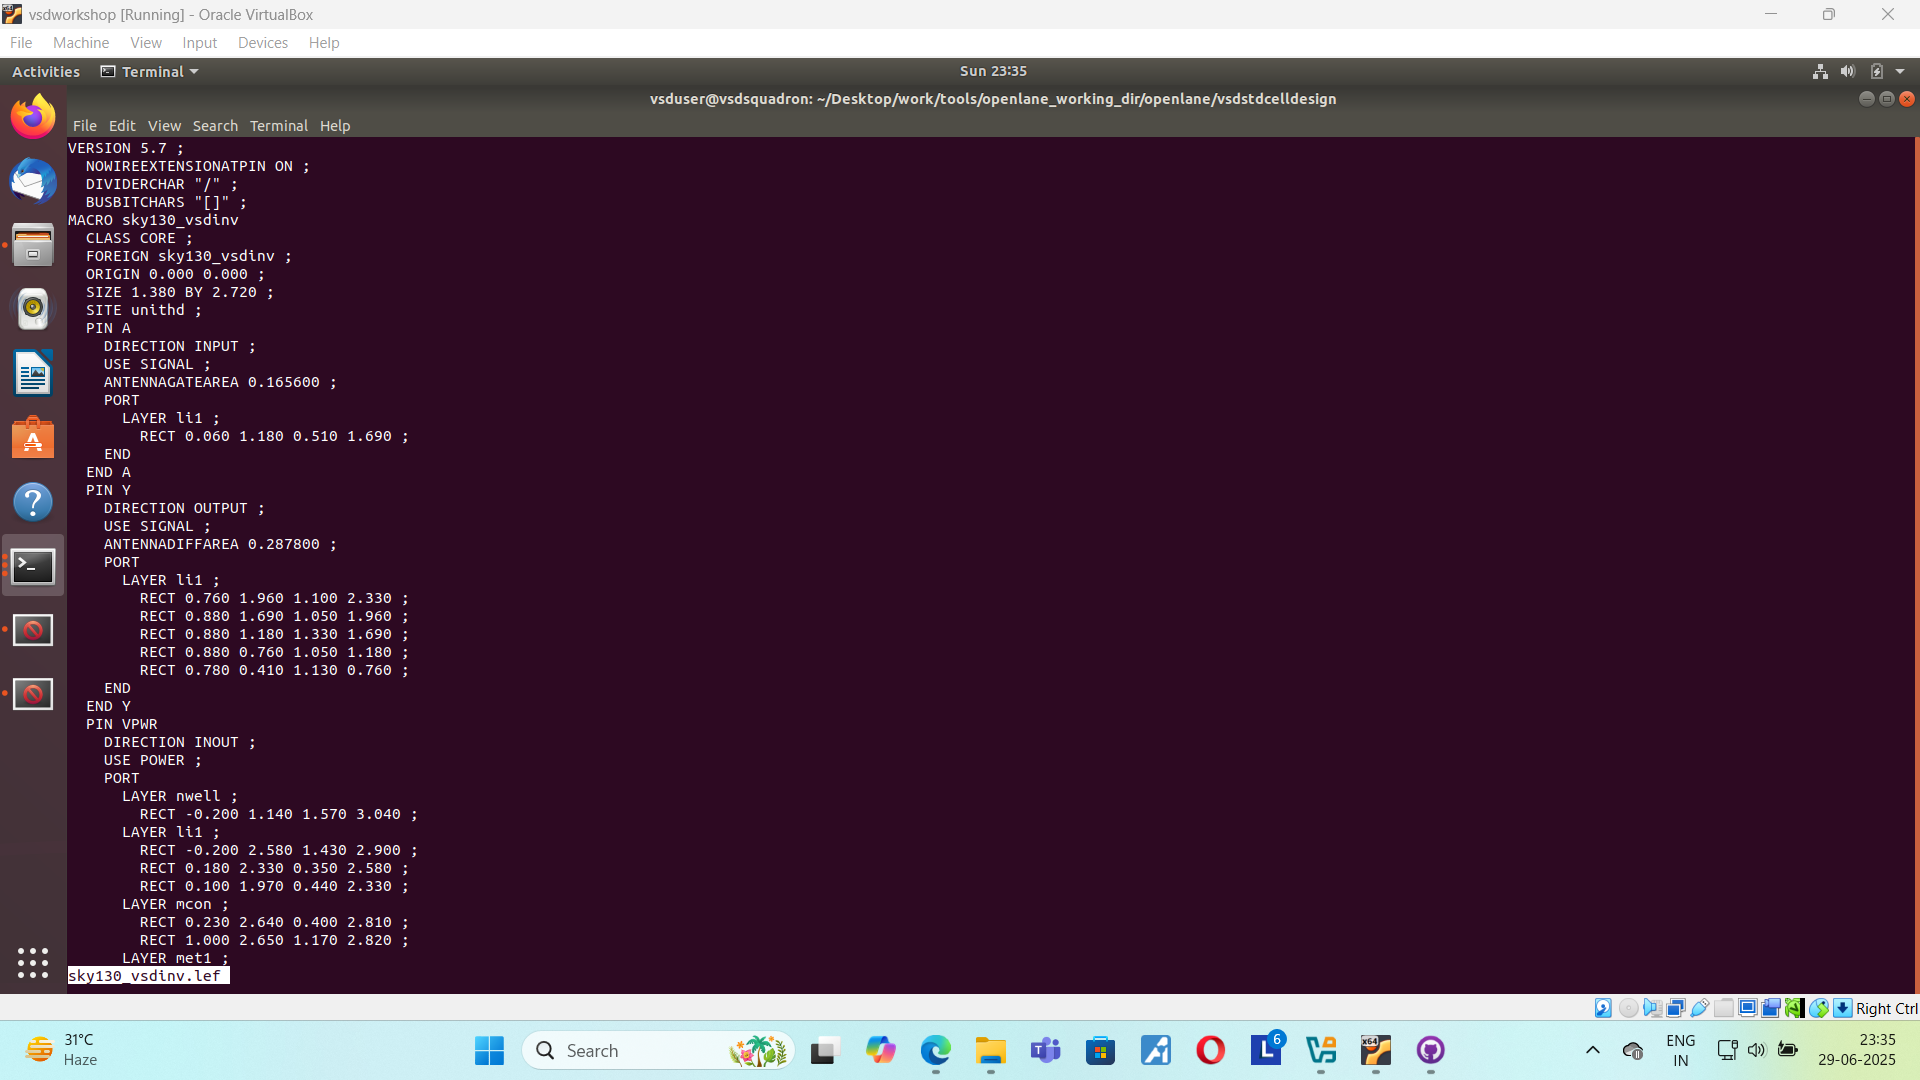 vsdworkshop [Running] - Oracle VirtualBox
File Machine View Input Devices Help
Activities Terminal Sun 23:35
vsduser@vsdsquadron: ~/Desktop/work/tools/openlane_working_dir/openlane/vsdstdcelldesign
File Edit View Search Terminal Help
VERSION 5.7 ;
NOWIREEXTENSIONATPIN ON ;
DIVIDERCHAR "/" ;
BUSBITCHARS "[]" ;
MACRO sky130_vsdinv
CLASS CORE ;
FOREIGN sky130_vsdinv ;
ORIGIN 0.000 0.000 ;
SIZE 1.380 BY 2.720 ;
SITE unithd ;
PIN A
DIRECTION INPUT ;
USE SIGNAL ;
ANTENNAGATEAREA 0.165600 ;
PORT
LAYER li1 ;
RECT 0.060 1.180 0.510 1.690 ;
END
END A
PIN Y
DIRECTION OUTPUT ;
USE SIGNAL ;
ANTENNADIFFAREA 0.287800 ;
PORT
LAYER li1 ;
RECT 0.760 1.960 1.100 2.330 ;
RECT 0.880 1.690 1.050 1.960 ;
RECT 0.880 1.180 1.330 1.690 ;
RECT 0.880 0.760 1.050 1.180 ;
RECT 0.780 0.410 1.130 0.760 ;
END
END Y
PIN VPWR
DIRECTION INOUT ;
USE POWER ;
PORT
LAYER nwell ;
RECT -0.200 1.140 1.570 3.040 ;
LAYER li1 ;
RECT -0.200 2.580 1.430 2.900 ;
RECT 0.180 2.330 0.350 2.580 ;
RECT 0.100 1.970 0.440 2.330 ;
LAYER mcon ;
RECT 0.230 2.640 0.400 2.810 ;
RECT 1.000 2.650 1.170 2.820 ;
LAYER met1 ;
sky130_vsdinv.lef
Right Ctrl
31°C
Haze
Search
6
ENG
IN
23:35
29-06-2025